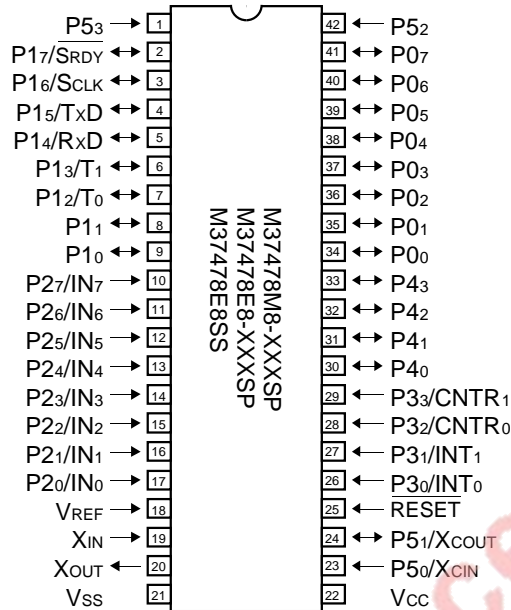 P53 1 42 P52
P17/SRDY 2 41 P07
P16/SCLK 3 40 P06
P15/TXD 4 39 P05
P14/RXD 5 38 P04
P13/T1 6 37 P03
P12/T0 7 36 P02
P11 8 35 P01
P10 9 34 P00
P27/IN7 10 33 P43
P26/IN6 11 32 P42
P25/IN5 12 31 P41
P24/IN4 13 30 P40
P23/IN3 14 29 P33/CNTR1
P22/IN2 15 28 P32/CNTR0
P21/IN1 16 27 P31/INT1
P20/IN0 17 26 P30/INT0
VREF 18 25 RESET
XIN 19 24 P51/XCOUT
XOUT 20 23 P50/XCIN
VSS 21 22 VCC
M37478M8-XXXSP
M37478E8-XXXSP
M37478E8SS